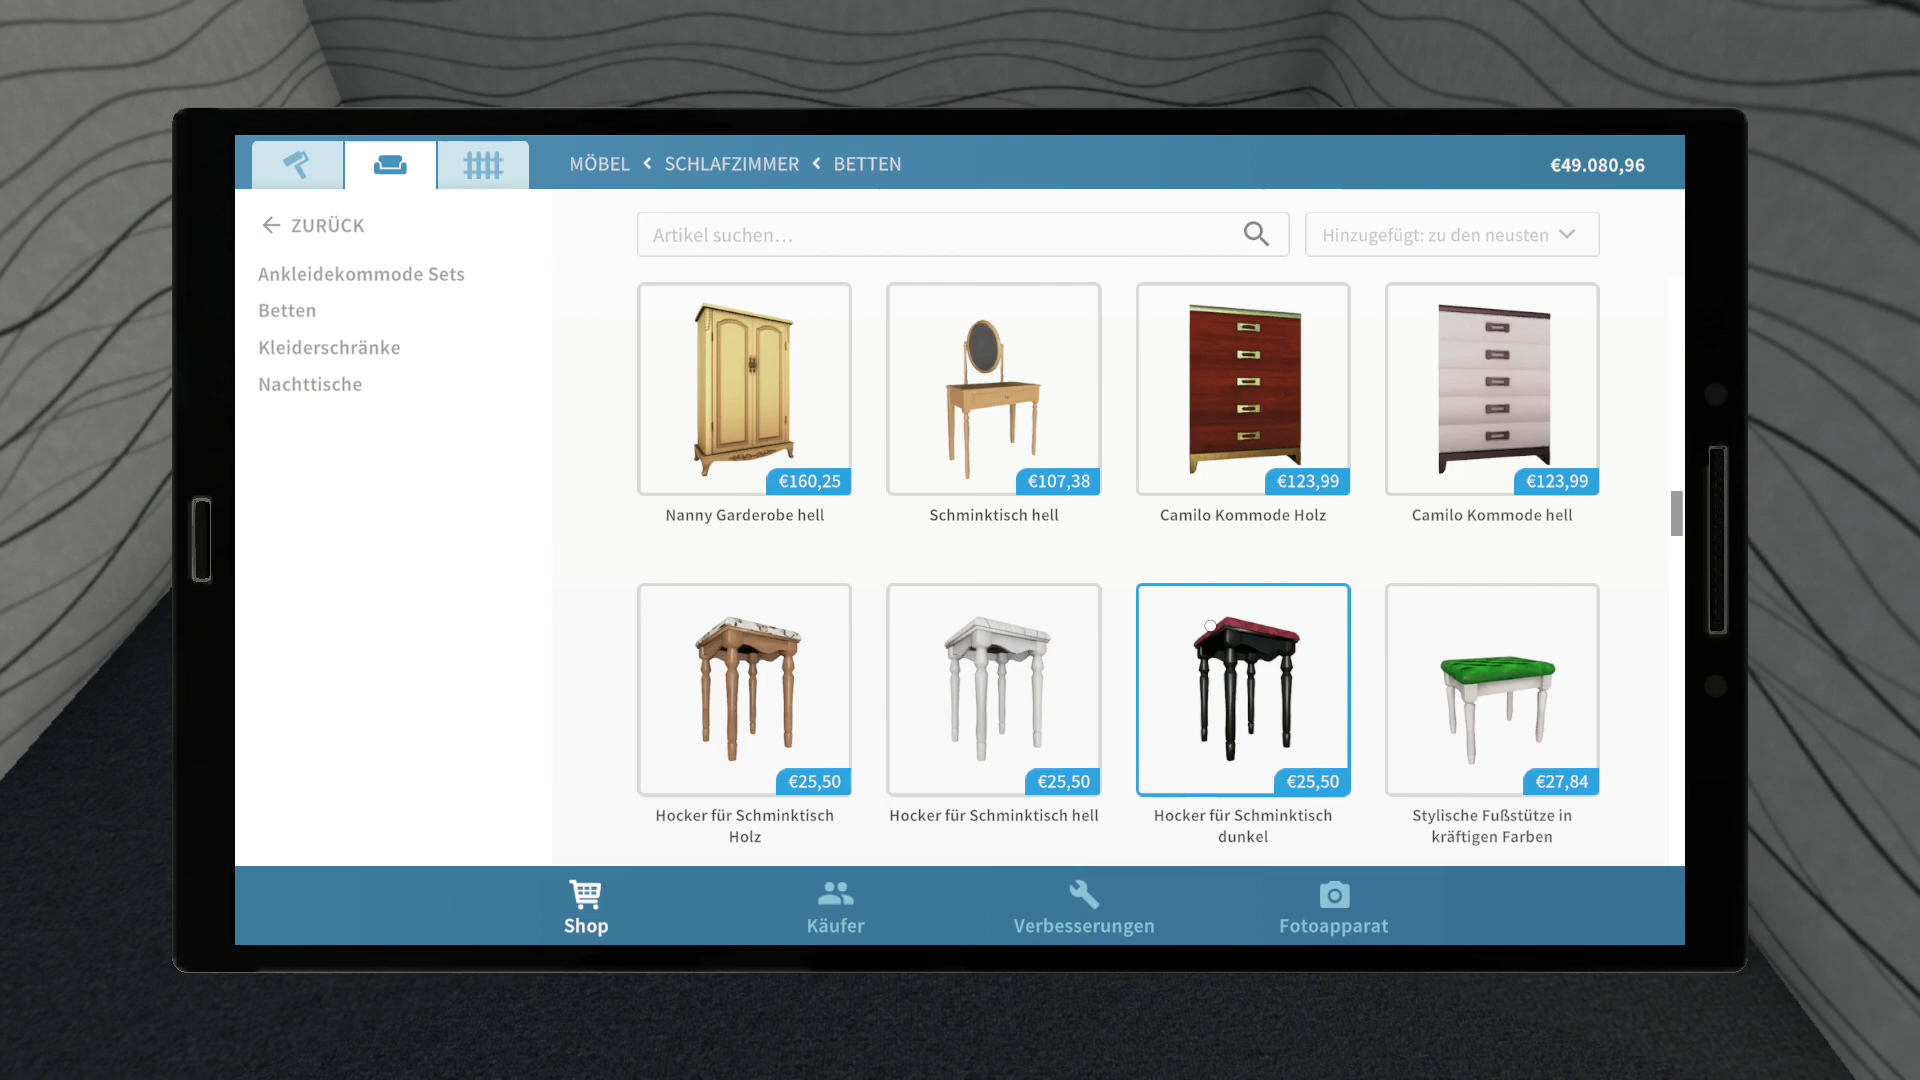 MÖBEL < SCHLAFZIMMER < BETTEN
€49.080,96
ZURÜCK
Ankleidekommode Sets
Betten
Kleiderschränke
Nachttische
Artikel suchen...
Hinzugefügt: zu den neusten
€160,25
€107,38
€123,99
€123,99
Nanny Garderobe hell
Schminktisch hell
Camilo Kommode Holz
Camilo Kommode hell
€25,50
€25,50
€25,50
€27,84
Hocker für Schminktisch
Holz
Hocker für Schminktisch hell
Hocker für Schminktisch
dunkel
Stylische Fußstütze in
kräftigen Farben
Shop
Käufer
Verbesserungen
Fotoapparat